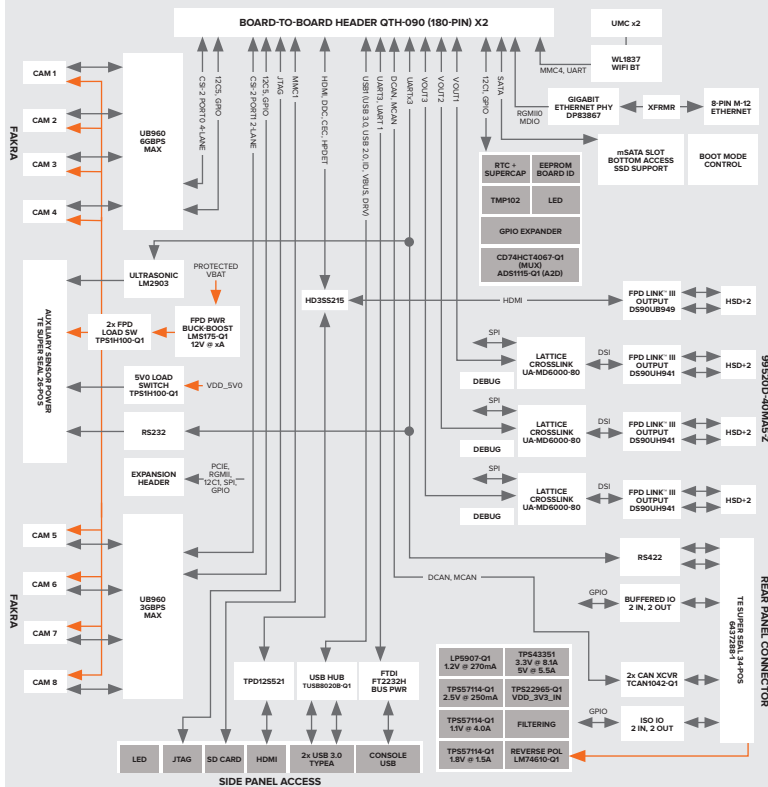 BOARD-TO-BOARD HEADER QTH-090 (180-PIN) X2
UMC x2
WL1837
WIFI BT
MMC4, UART
GIGABIT
ETHERNET PHY
DP83867
XFRMR
8-PIN M-12
ETHERNET
RGMII0
MDIO
mSATA SLOT
BOTTOM ACCESS
SSD SUPPORT
BOOT MODE
CONTROL
CSI-2 PORT0 4-LANE
12C5, GPIO
CSI-2 PORT1 2-LANE
12C5, GPIO
JTAG
MMC1
HDMI, DDC, CEC, HPDET
USB1 (USB 3.0, USB 2.0, ID, VBUS, DRV)
UART3, UART 1
DCAN, MCAN
UARTx3
VOUT3
VOUT2
VOUT1
12C1, GPIO
SATA
FAKRA
CAM 1
CAM 2
CAM 3
CAM 4
UB960
6GBPS
MAX
RTC +
SUPERCAP
EEPROM
BOARD ID
TMP102
LED
GPIO EXPANDER
CD74HCT4067-Q1
(MUX)
ADS1115-Q1 (A2D)
AUXILIARY SENSOR POWER
TE SUPER SEAL 26-POS
ULTRASONIC
LM2903
PROTECTED
VBAT
2x FPD
LOAD SW
TPS1H100-Q1
FPD PWR
BUCK-BOOST
LMS175-Q1
12V @ xA
5V0 LOAD
SWITCH
TPS1H100-Q1
VDD_5V0
RS232
EXPANSION
HEADER
PCIE,
RGMII,
12C1, SPI,
GPIO
HD3SS215
HDMI
FPD LINK™ III
OUTPUT
DS90UB949
HSD+2
SPI
DEBUG
LATTICE
CROSSLINK
UA-MD6000-80
DSI
FPD LINK™ III
OUTPUT
DS90UH941
HSD+2
SPI
DEBUG
LATTICE
CROSSLINK
UA-MD6000-80
DSI
FPD LINK™ III
OUTPUT
DS90UH941
HSD+2
SPI
DEBUG
LATTICE
CROSSLINK
UA-MD6000-80
DSI
FPD LINK™ III
OUTPUT
DS90UH941
HSD+2
99520D-40MA5-Z
FAKRA
CAM 5
CAM 6
CAM 7
CAM 8
UB960
3GBPS
MAX
DCAN, MCAN
RS422
GPIO
BUFFERED IO
2 IN, 2 OUT
2x CAN XCVR
TCAN1042-Q1
GPIO
ISO IO
2 IN, 2 OUT
TE SUPER SEAL 34-POS
6437288-1
REAR PANEL CONNECTOR
TPD12S521
USB HUB
TUSB8020B-Q1
FTDI
FT2232H
BUS PWR
LP5907-Q1
1.2V @ 270mA
TPS43351
3.3V @ 8.1A
5V @ 5.5A
TPS57114-Q1
2.5V @ 250mA
TPS22965-Q1
VDD_3V3_IN
TPS57114-Q1
1.1V @ 4.0A
FILTERING
TPS57114-Q1
1.8V @ 1.5A
REVERSE POL
LM74610-Q1
LED
JTAG
SD CARD
HDMI
2x USB 3.0
TYPEA
CONSOLE
USB
SIDE PANEL ACCESS